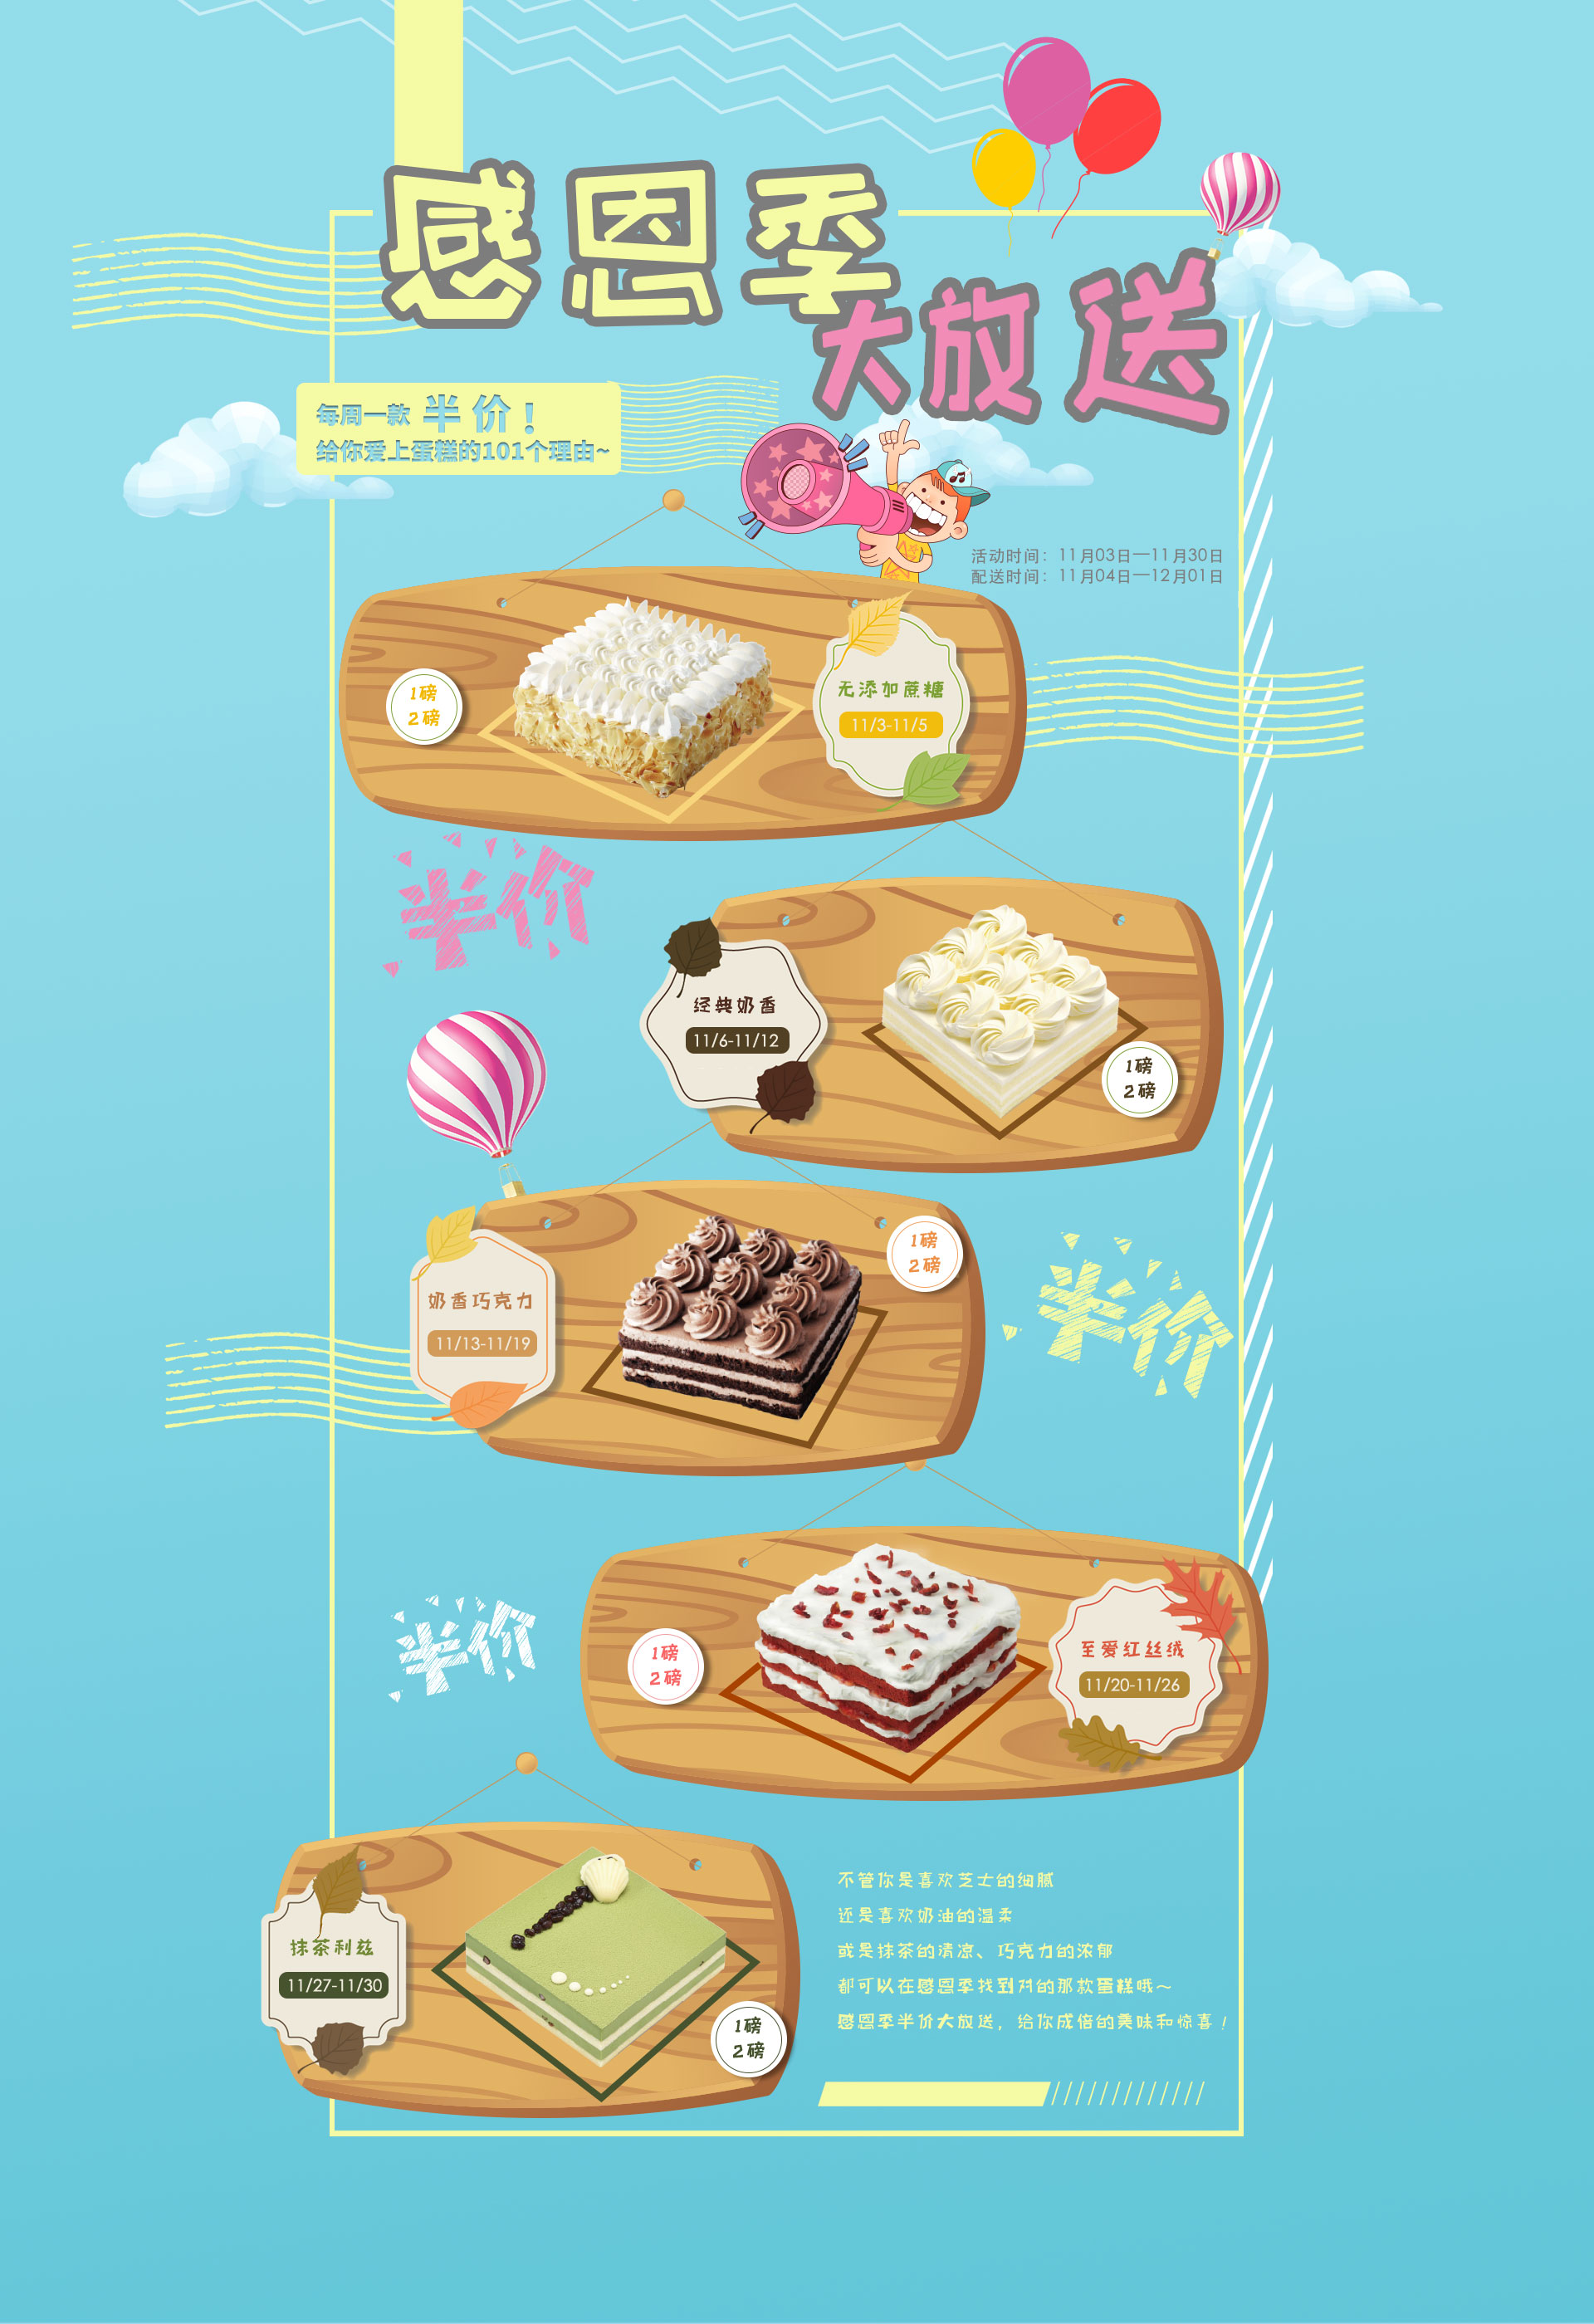 感恩季
大放送
每周一款 半价!
给你爱上蛋糕的101个理由~
活动时间：11月03日—11月30日
配送时间：11月04日—12月01日
1磅
2磅
无添加蔗糖
11/3-11/5
半价
经典奶香
11/6-11/12
1磅
2磅
1磅
2磅
奶香巧克力
11/13-11/19
半价
半价
1磅
2磅
至爱红丝绒
11/20-11/26
抹茶利兹
11/27-11/30
1磅
2磅
不管你是喜欢芝士的细腻
还是喜欢奶油的温柔
或是抹茶的清凉、巧克力的浓郁
都可以在感恩季找到对的那款蛋糕哦～
感恩季半价大放送，给你成倍的美味和惊喜！